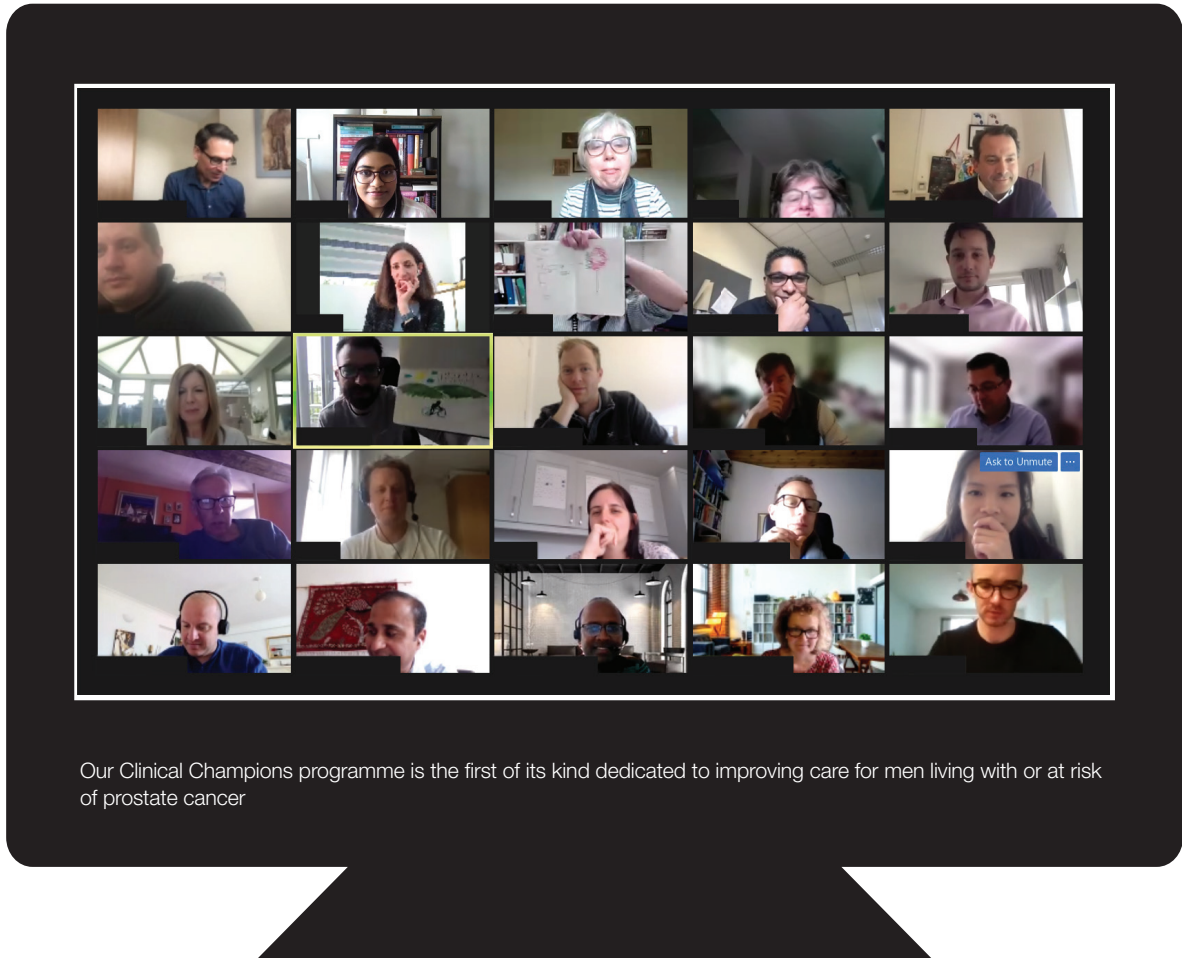 Ask to Unmute
Our Clinical Champions programme is the first of its kind dedicated to improving care for men living with or at risk
of prostate cancer